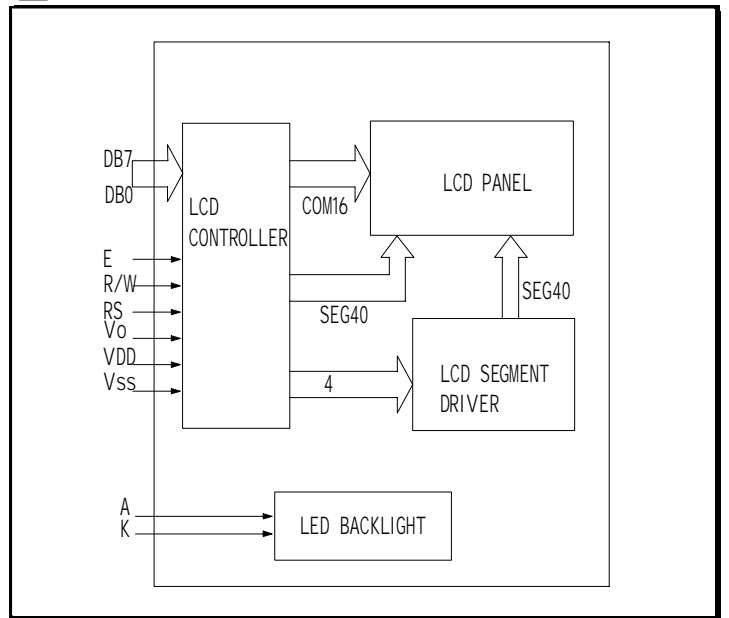 DB7
DB0
LCD
CONTROLLER
COM16
LCD PANEL
E
R/W
RS
Vo
VDD
Vss
SEG40
SEG40
4
LCD SEGMENT
DRIVER
A
K
LED BACKLIGHT